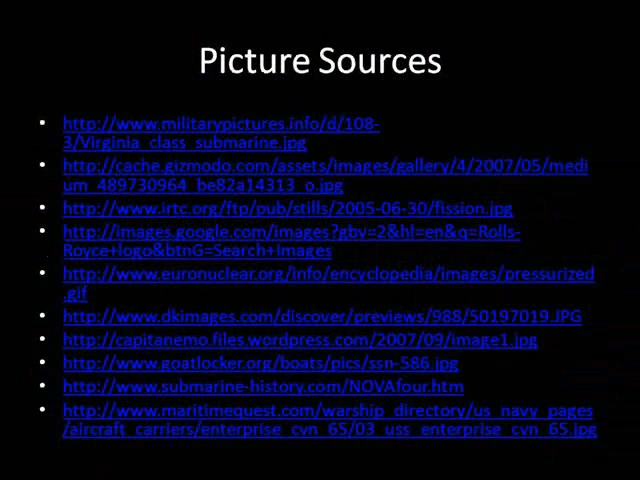 Picture Sources
• http://www.militarypictures.info/d/108-
3/Virginia_class_submarine.jpg
• http://cache.gizmodo.com/assets/images/gallery/4/2007/05/medi
um_489730964_be82a14313_o.jpg
• http://www.irtc.org/ftp/pub/stills/2005-06-30/fission.jpg
• http://images.google.com/images?gbv=2&hl=en&q=Rolls-
Royce+logo&btnG=Search+Images
• http://www.euronuclear.org/info/encyclopedia/images/pressurized
.gif
• http://www.dkimages.com/discover/previews/988/50197019.JPG
• http://capitanemo.files.wordpress.com/2007/09/image1.jpg
• http://www.goatlocker.org/boats/pics/ssn-586.jpg
• http://www.submarine-history.com/NOVAfour.htm
• http://www.maritimequest.com/warship_directory/us_navy_pages
/aircraft_carriers/enterprise_cvn_65/03_uss_enterprise_cvn_65.jpg